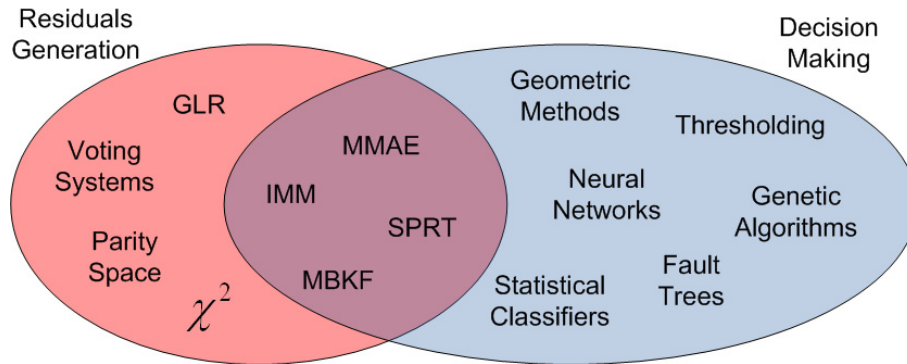 Residuals
Generation
Decision
Making
GLR
Voting
Systems
Parity
Space
χ²
MMAE
IMM
SPRT
MBKF
Geometric
Methods
Thresholding
Neural
Networks
Genetic
Algorithms
Statistical
Classifiers
Fault
Trees